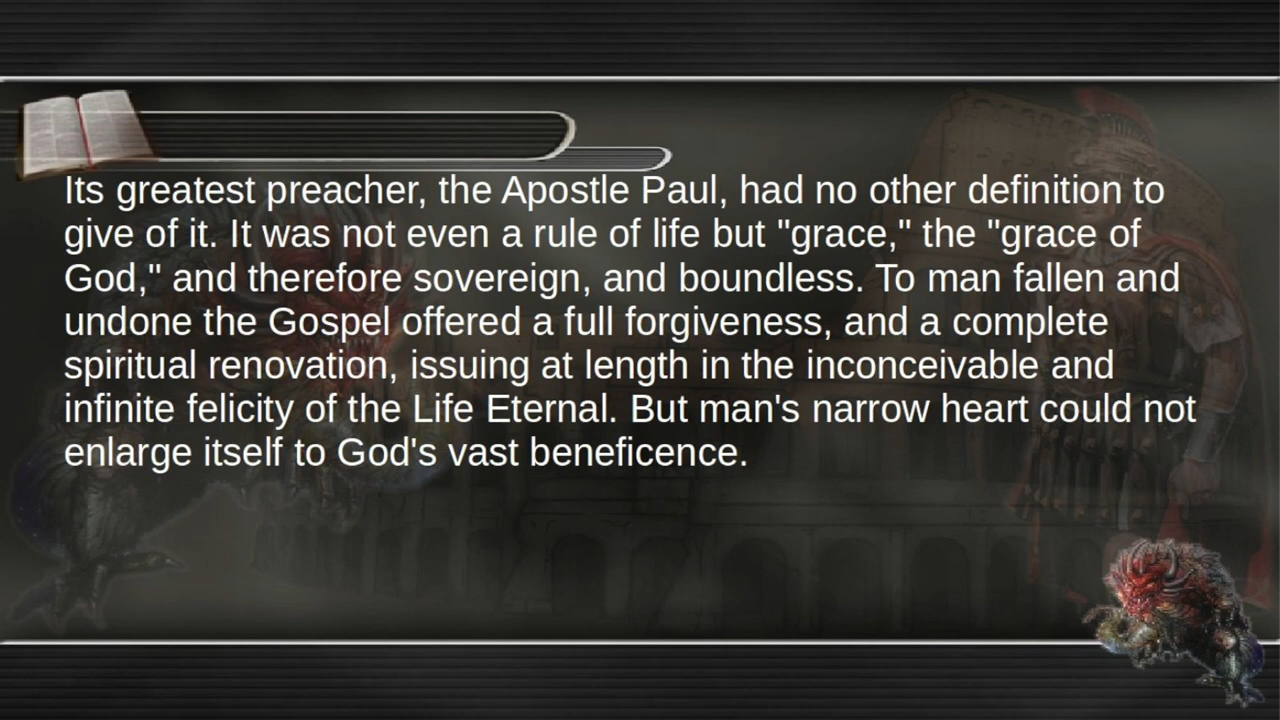 Its greatest preacher, the Apostle Paul, had no other definition to
give of it. It was not even a rule of life but "grace," the "grace of
God," and therefore sovereign, and boundless. To man fallen and
undone the Gospel offered a full forgiveness, and a complete
spiritual renovation, issuing at length in the inconceivable and
infinite felicity of the Life Eternal. But man's narrow heart could not
enlarge itself to God's vast beneficence.